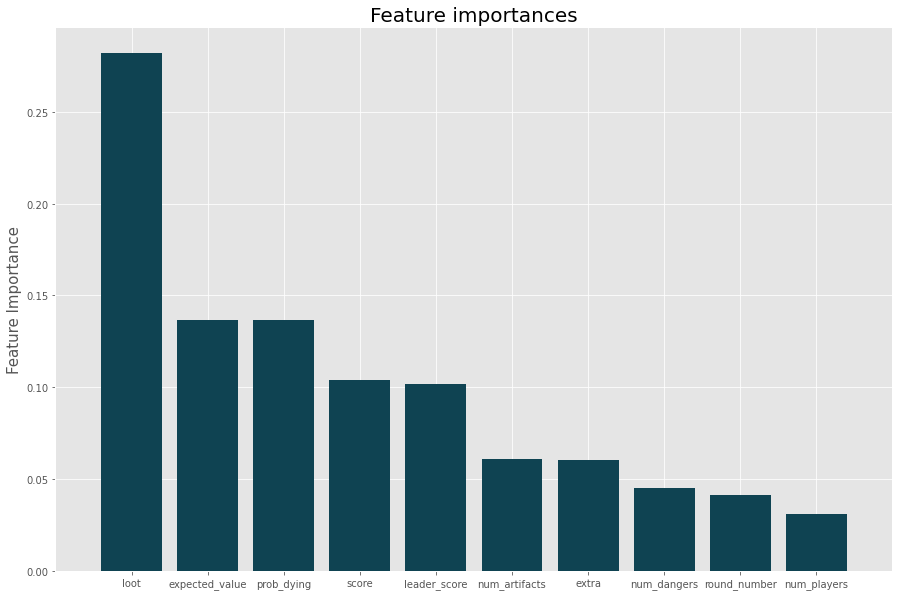 Feature importances
Feature Importance
0.25
0.20
0.15
0.10
0.05
0.00
loot expected_value prob_dying score leader_score num_artifacts extra num_dangers round_number num_players